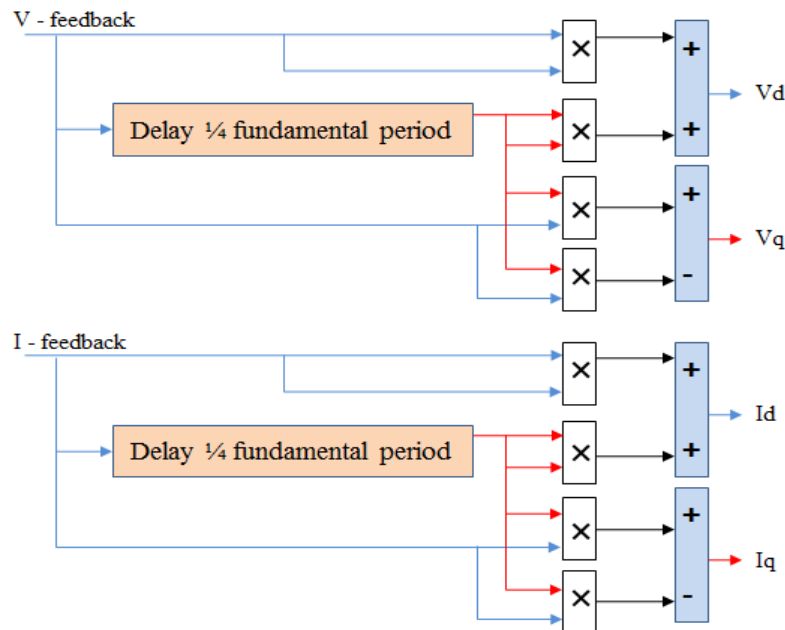 V - feedback
×
+
Vd
Delay ¼ fundamental period
×
+
×
+
Vq
×
-
I - feedback
×
+
Id
Delay ¼ fundamental period
×
+
×
+
Iq
×
-